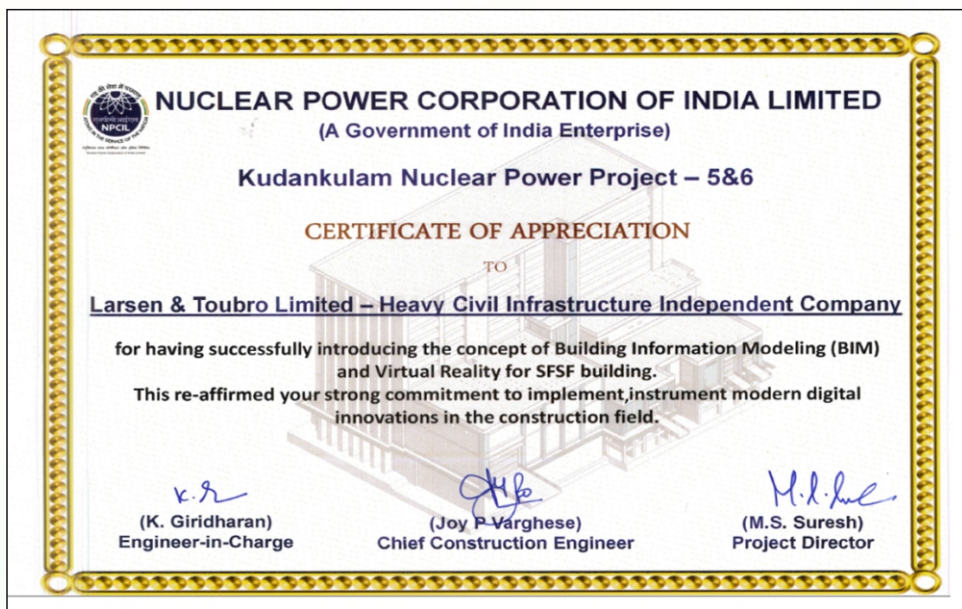 NPCIL
NUCLEAR POWER CORPORATION OF INDIA LIMITED
(A Government of India Enterprise)
Kudankulam Nuclear Power Project – 5&6
CERTIFICATE OF APPRECIATION
TO
Larsen & Toubro Limited – Heavy Civil Infrastructure Independent Company
for having successfully introducing the concept of Building Information Modeling (BIM)
and Virtual Reality for SFSF building.
This re-affirmed your strong commitment to implement,instrument modern digital
innovations in the construction field.
(K. Giridharan)
Engineer-in-Charge
(Joy P Varghese)
Chief Construction Engineer
(M.S. Suresh)
Project Director